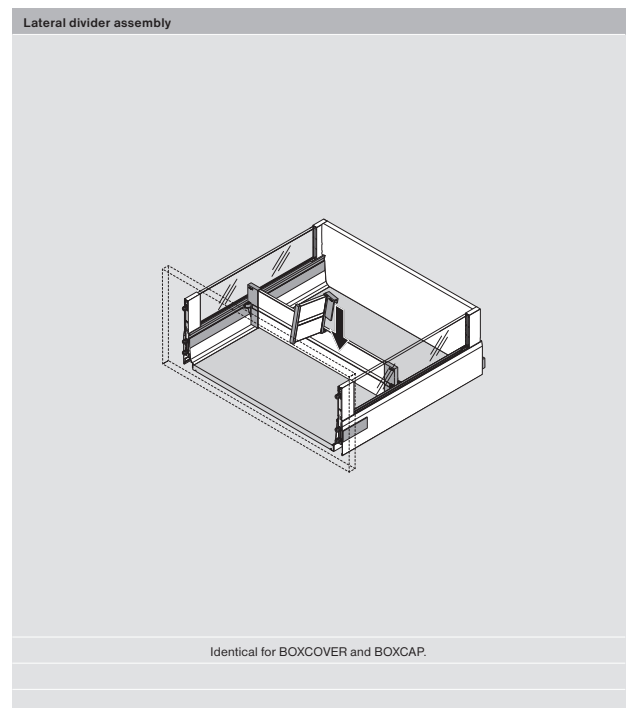 Lateral divider assembly
Identical for BOXCOVER and BOXCAP.